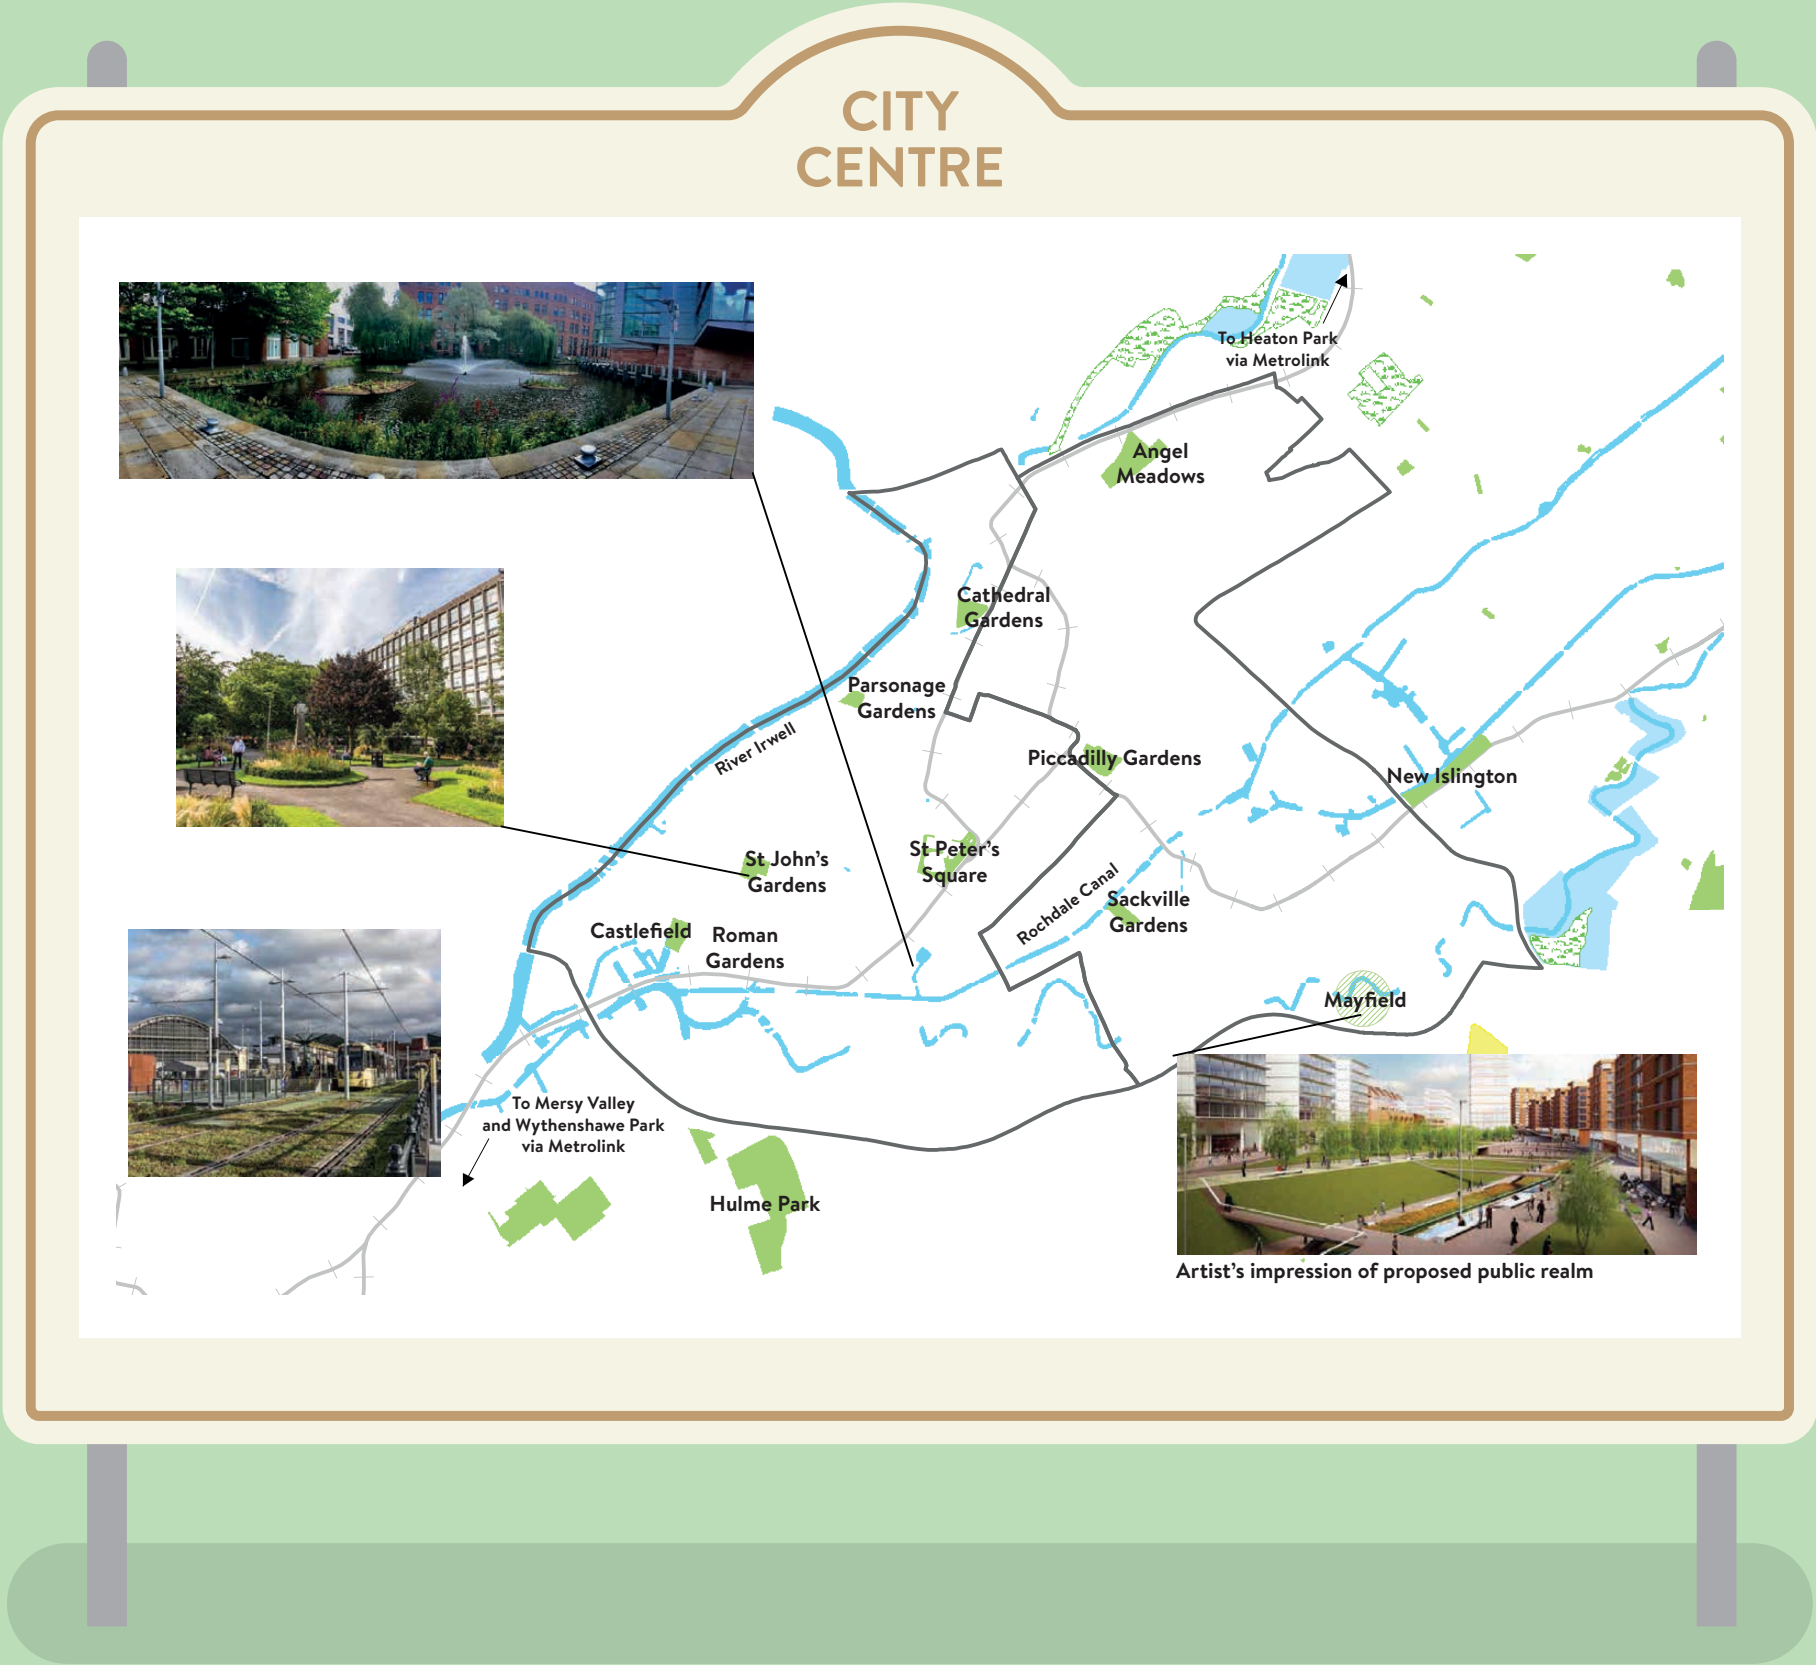 CITY
CENTRE
To Heaton Park
via Metrolink
Angel
Meadows
Cathedral
Gardens
Parsonage
Gardens
River Irwell
Piccadilly Gardens
New Islington
St John's
Gardens
St Peter's
Square
Rochdale Canal
Sackville
Gardens
Castlefield
Roman
Gardens
Mayfield
To Mersy Valley
and Wythenshawe Park
via Metrolink
Hulme Park
Artist's impression of proposed public realm